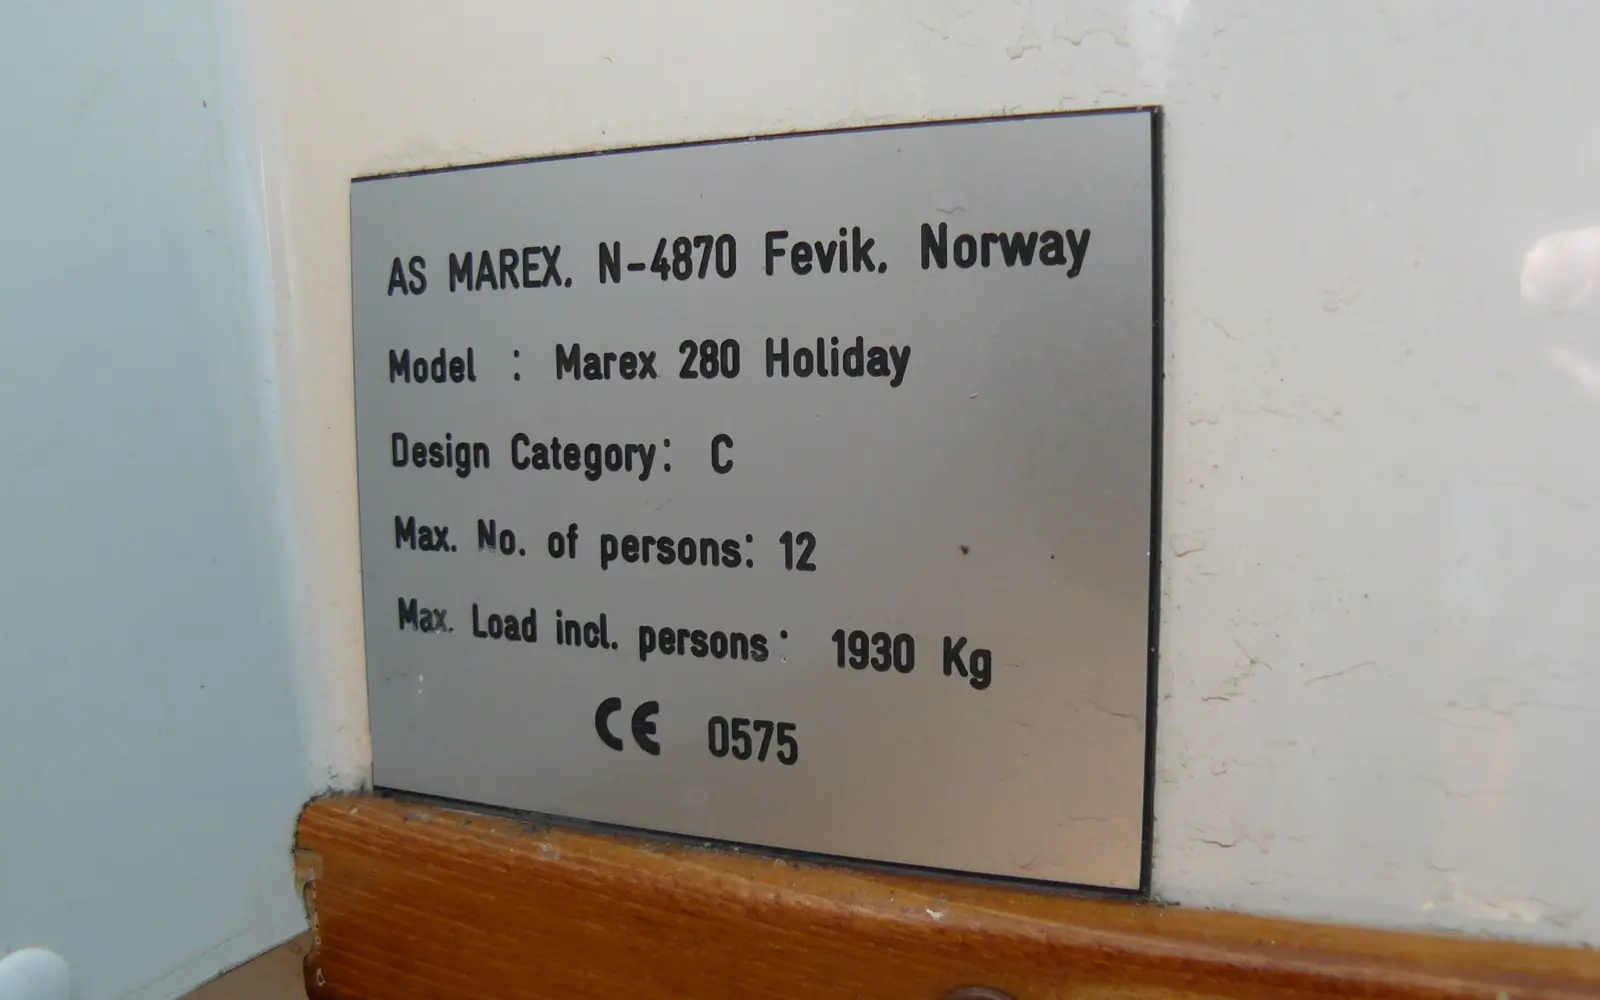 AS MAREX. N-4870 Fevik. Norway
Model : Marex 280 Holiday
Design Category: C
Max. No. of persons: 12
Max. Load incl. persons: 1930 Kg
CE 0575